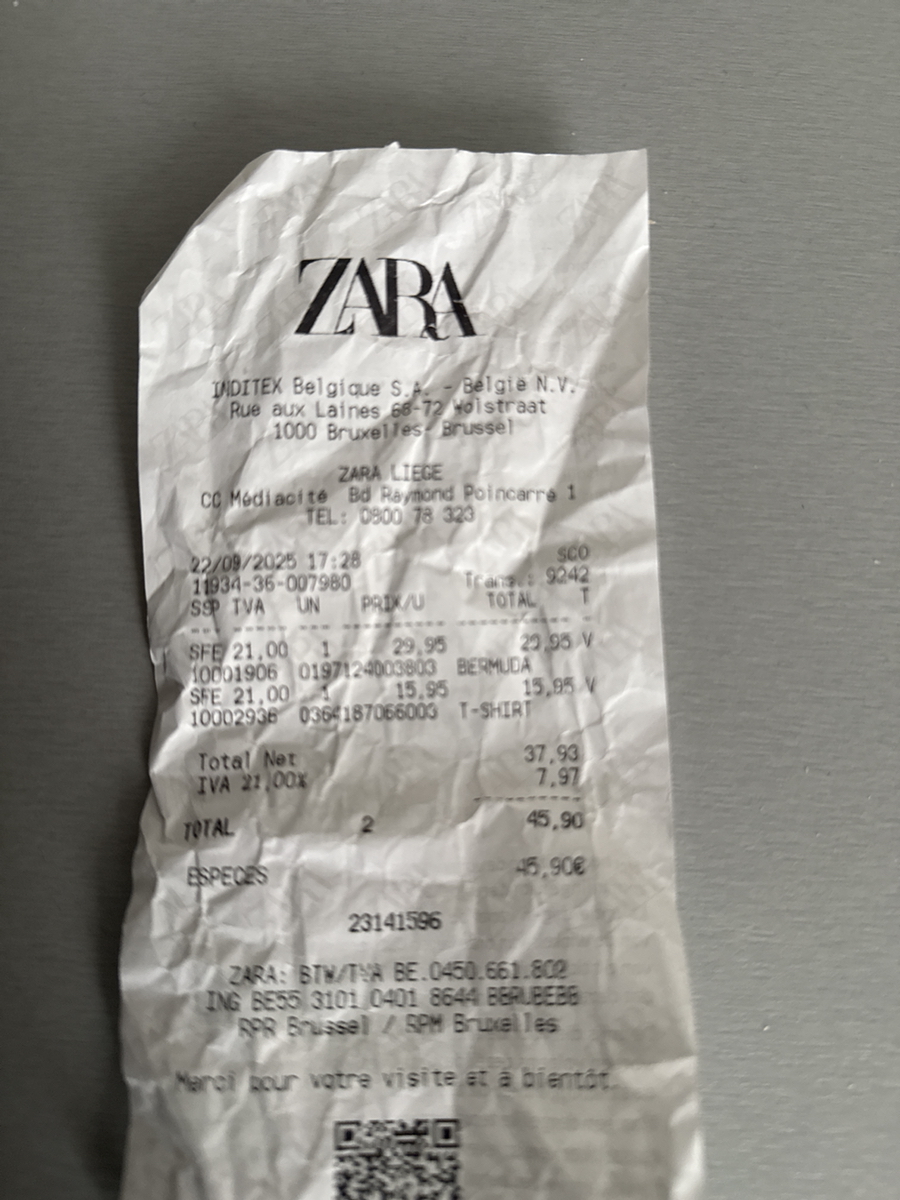 ZARA
INDITEX Belgique S.A. - België N.V.
Rue aux Laines 68-72 Wolstraat
1000 Bruxelles- Brussel
ZARA LIEGE
CC Médiacité Bd Raymond Poincarré 1
TEL: 0800 78 323
22/09/2025 17:28 SCO
11934-36-007980 Trans.: 9242
SSP TVA UN PRIX/U TOTAL T
SFE 21,00 1 29,95 29,95 V
10001906 0197124003803 BERMUDA
SFE 21,00 1 15,95 15,95 V
10002936 0364187066003 T-SHIRT
Total Net 37,93
IVA 21,00% 7,97
TOTAL 2 45,90
ESPECES 45,90€
23141596
ZARA: BTW/TVA BE.0450.661.802
ING BE55 3101 0401 8644 BBRUBEBB
RPR Brussel / RPM Bruxelles
Merci pour votre visite et à bientôt.